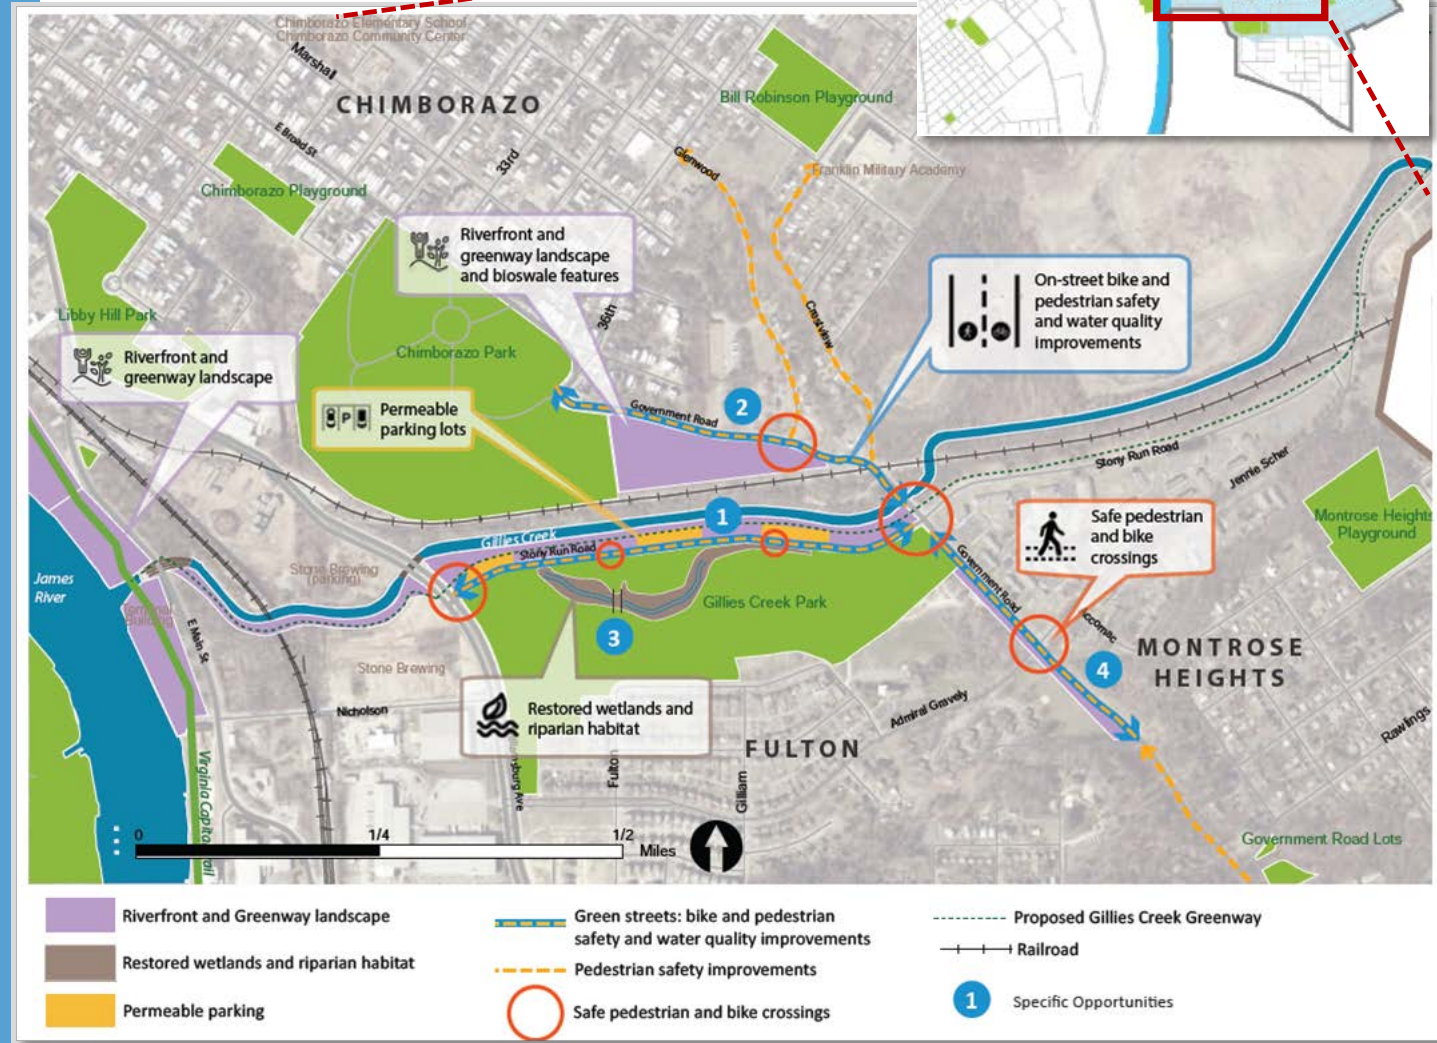 Chimborazo Elementary School
Chimborazo Community Center
Marshall
CHIMBORAZO
Bill Robinson Playground
E Broad St
33rd
Glenwood
Franklin Military Academy
Chimborazo Playground
Riverfront and
greenway landscape
and bioswale features
On-street bike and
pedestrian safety
and water quality
improvements
Libby Hill Park
36th
Crestview
Riverfront and
greenway landscape
Chimborazo Park
P
Permeable
parking lots
Government Road
2
Stony Run Road
Jennie Scher
1
Safe pedestrian
and bike
crossings
Montrose Heights
Playground
Gillies Creek
Stony Run Road
Stone Brewing
(parking)
James
River
Terminal
Building
Government Road
Gillies Creek Park
Accomac
E Main St
3
MONTROSE
HEIGHTS
4
Stone Brewing
Nicholson
Restored wetlands and
riparian habitat
Admiral Gravely
Rawlings
FULTON
Virginia Capital Trail
sburg Ave
Fulton
Gilliam
0
1/4
1/2
Miles
Government Road Lots
Riverfront and Greenway landscape
Restored wetlands and riparian habitat
Permeable parking
Green streets: bike and pedestrian
safety and water quality improvements
Pedestrian safety improvements
Safe pedestrian and bike crossings
Proposed Gillies Creek Greenway
Railroad
1
Specific Opportunities